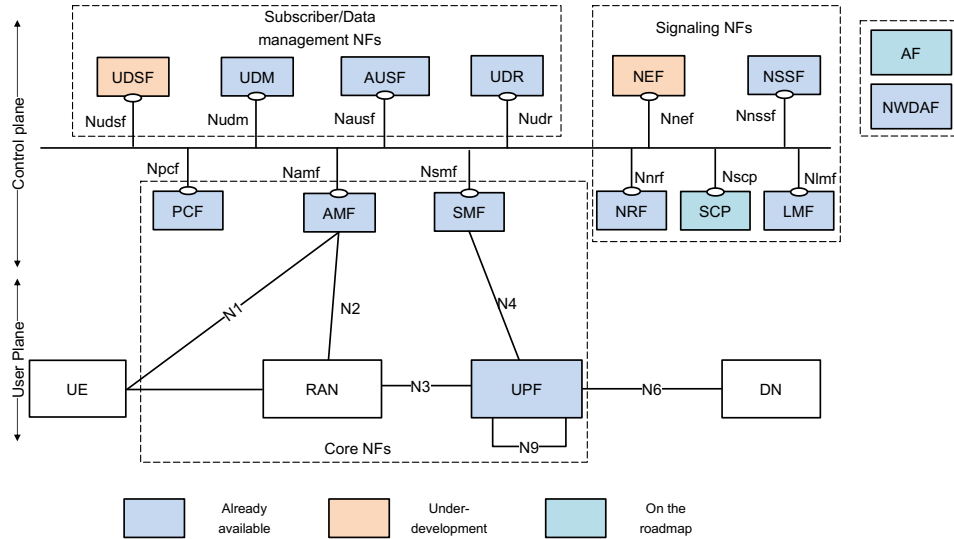 Subscriber/Data
management NFs
Signaling NFs
UDSF
UDM
AUSF
UDR
NEF
NSSF
AF
NWDAF
Nudsf
Nudm
Nausf
Nudr
Nnef
Nnssf
Control plane
Npcf
Namf
Nsmf
Nnrf
Nscp
Nlmf
PCF
AMF
SMF
NRF
SCP
LMF
N1
N2
N4
User Plane
UE
RAN
N3
UPF
N6
DN
N9
Core NFs
Already
available
Under-
development
On the
roadmap